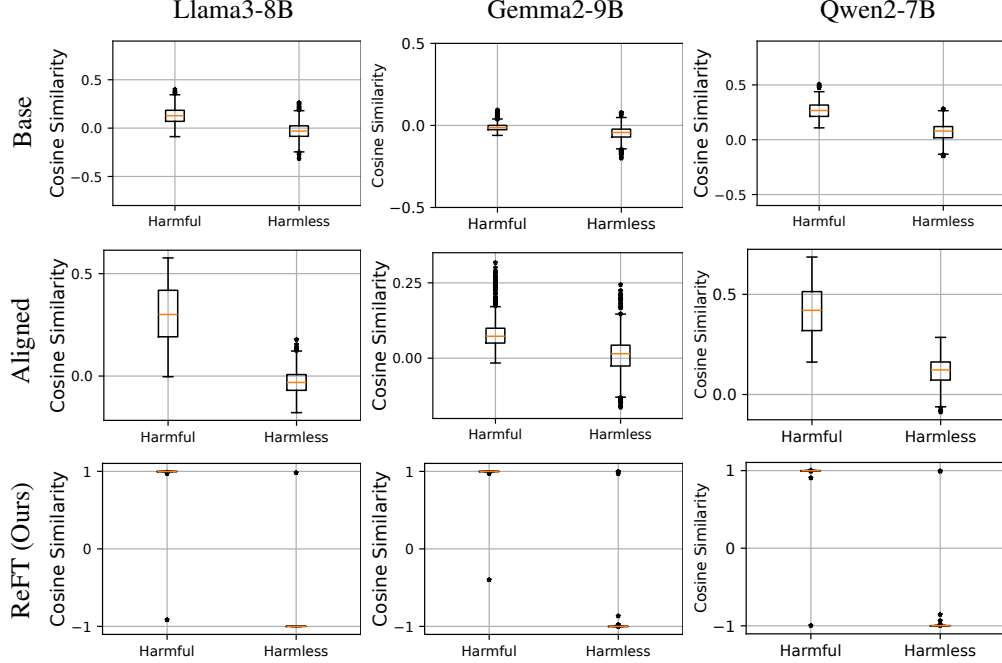 Llama3-8B
Gemma2-9B
Qwen2-7B
Base
Cosine Similarity
0.5
0.0
−0.5
Harmful
Harmless
Cosine Similarity
0.5
0.0
−0.5
Harmful
Harmless
Cosine Similarity
0.5
0.0
−0.5
Harmful
Harmless
Aligned
Cosine Similarity
0.5
0.0
Harmful
Harmless
Cosine Similarity
0.25
0.00
Harmful
Harmless
Cosine Similarity
0.5
0.0
Harmful
Harmless
ReFT (Ours)
Cosine Similarity
1
0
−1
Harmful
Harmless
Cosine Similarity
1
0
−1
Harmful
Harmless
Cosine Similarity
1
0
−1
Harmful
Harmless